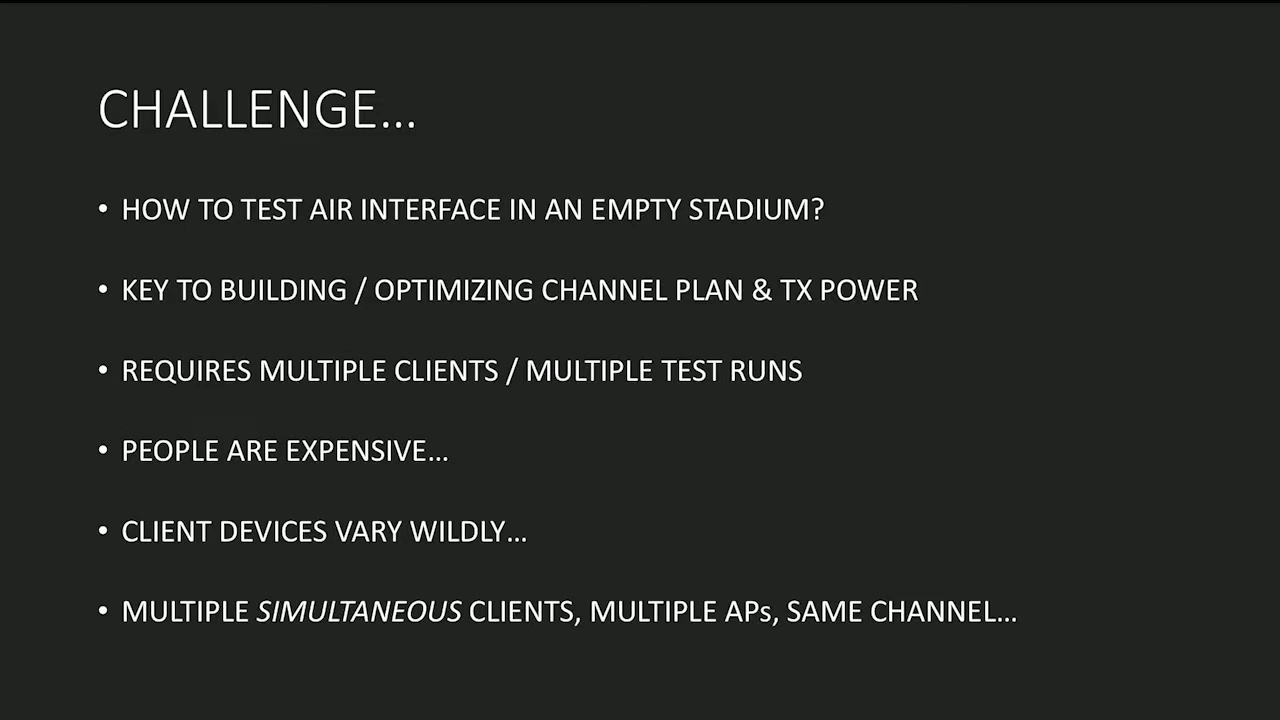 CHALLENGE…
• HOW TO TEST AIR INTERFACE IN AN EMPTY STADIUM?
• KEY TO BUILDING / OPTIMIZING CHANNEL PLAN & TX POWER
• REQUIRES MULTIPLE CLIENTS / MULTIPLE TEST RUNS
• PEOPLE ARE EXPENSIVE…
• CLIENT DEVICES VARY WILDLY…
• MULTIPLE SIMULTANEOUS CLIENTS, MULTIPLE APs, SAME CHANNEL…